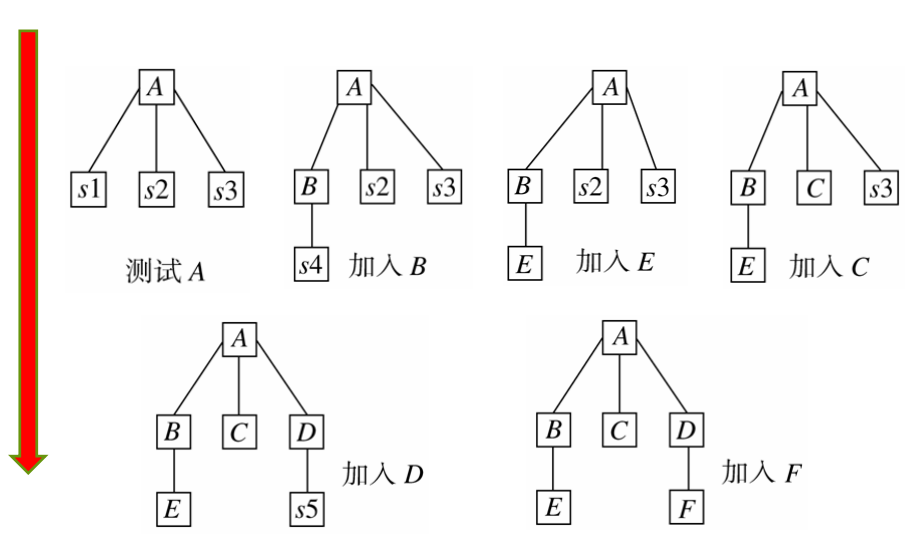 A
s1 s2 s3
测试 A
A
B s2 s3
s4
加入 B
A
B s2 s3
E
加入 E
A
B C s3
E
加入 C
A
B C D
E s5
加入 D
A
B C D
E F
加入 F